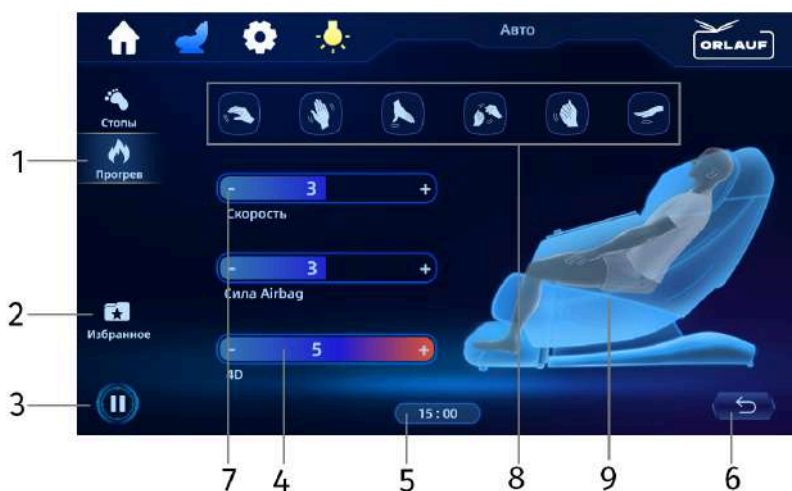 Авто
ORLAUF
Стопы
1
Прогрев
- 3 +
Скорость
- 3 +
Сила Airbag
2
Избранное
- 5 +
4D
3
15:00
7 4 5 8 9 6